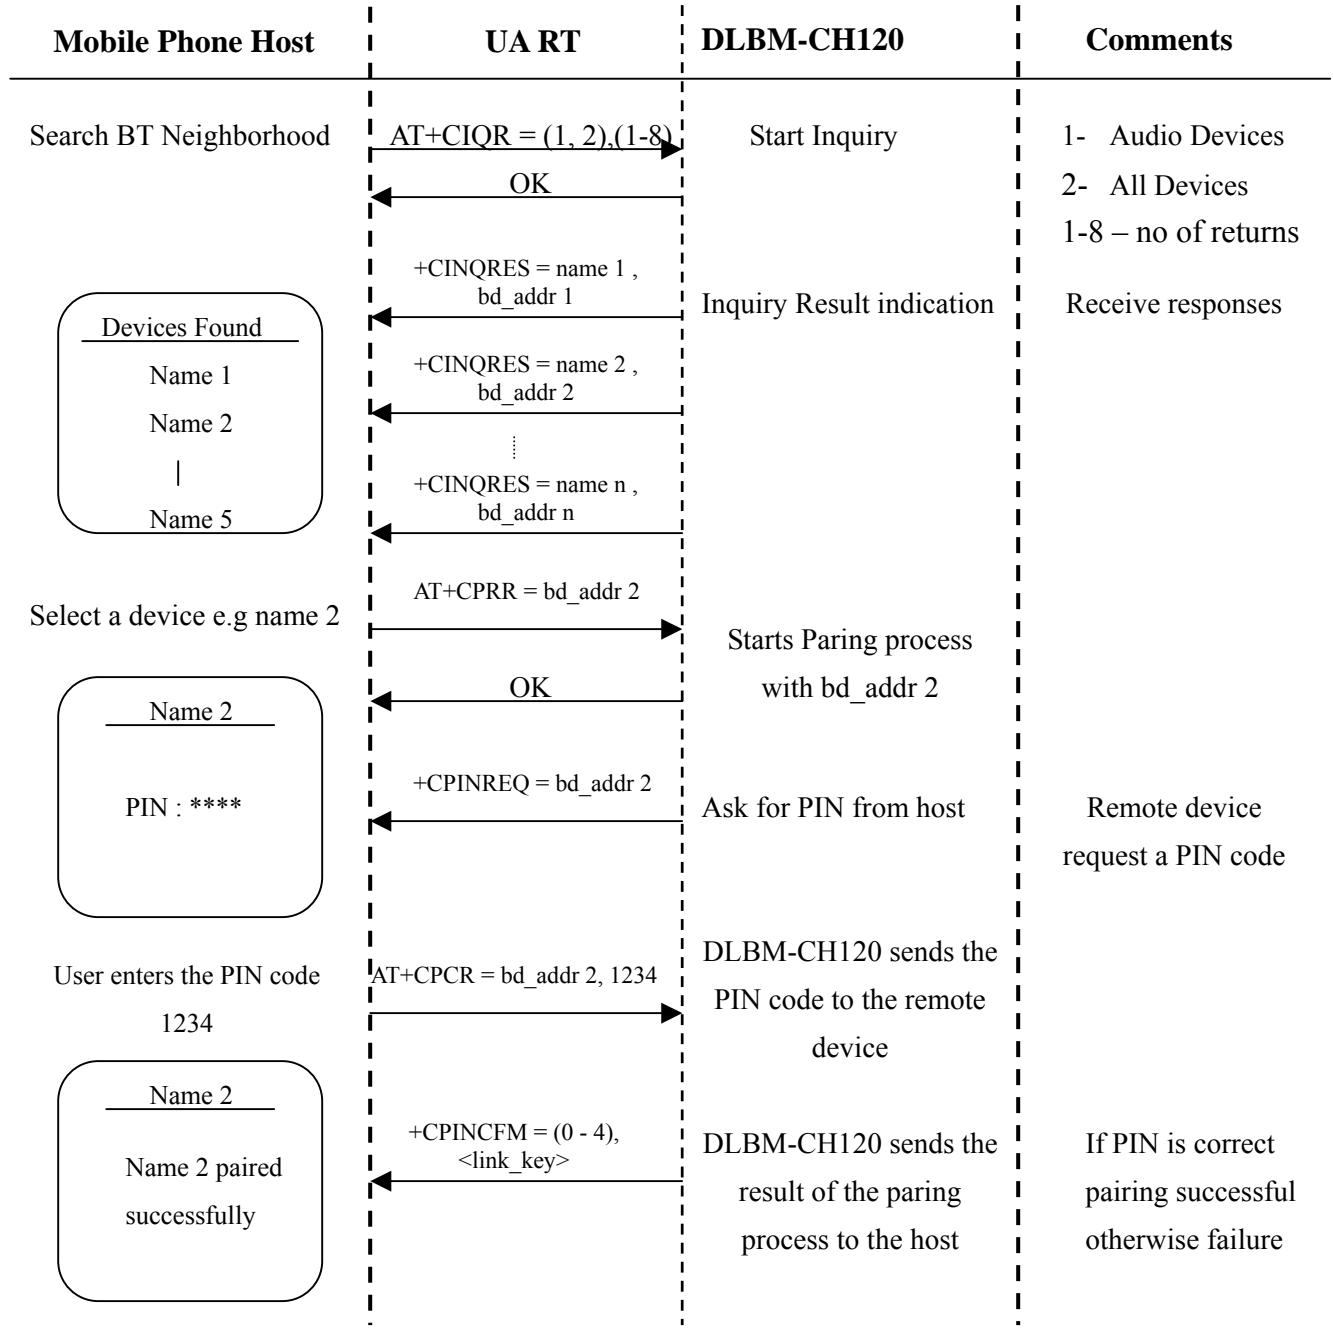 Mobile Phone Host UA RT DLBM-CH120 Comments
Search BT Neighborhood AT+CIQR = (1, 2),(1-8) Start Inquiry 1- Audio Devices
OK 2- All Devices
1-8 – no of returns
+CINQRES = name 1 ,
bd_addr 1 Inquiry Result indication Receive responses
Devices Found
Name 1
Name 2
Name 5
+CINQRES = name 2 ,
bd_addr 2
+CINQRES = name n ,
bd_addr n
Select a device e.g name 2 AT+CPRR = bd_addr 2
Starts Paring process
with bd_addr 2
OK
Name 2
PIN : ****
+CPINREQ = bd_addr 2
Ask for PIN from host
Remote device
request a PIN code
User enters the PIN code
1234
AT+CPCR = bd_addr 2, 1234
DLBM-CH120 sends the
PIN code to the remote
device
Name 2
Name 2 paired
successfully
+CPINCFM = (0 - 4),
<link_key>
DLBM-CH120 sends the
result of the paring
process to the host
If PIN is correct
pairing successful
otherwise failure